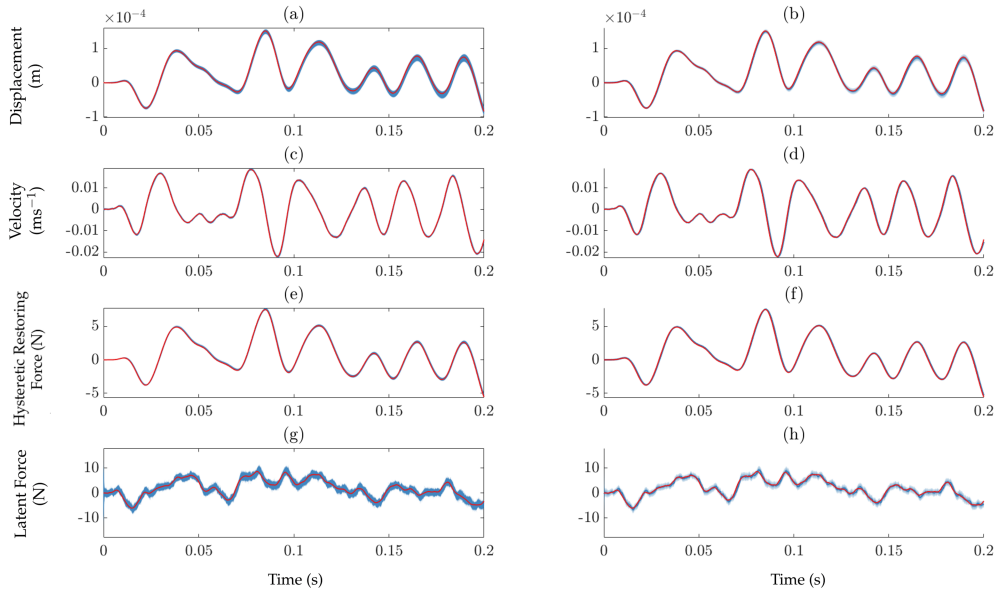 ×10−4 (a) ×10−4 (b)
Displacement
(m)
1
0
-1
0 0.05 0.1 0.15 0.2
1
0
-1
0 0.05 0.1 0.15 0.2
(c) (d)
Velocity
(ms−1)
0.01
0
-0.01
-0.02
0 0.05 0.1 0.15 0.2
0.01
0
-0.01
-0.02
0 0.05 0.1 0.15 0.2
(e) (f)
Hysteretic Restoring
Force (N)
5
0
-5
0 0.05 0.1 0.15 0.2
5
0
-5
0 0.05 0.1 0.15 0.2
(g) (h)
Latent Force
(N)
10
0
-10
0 0.05 0.1 0.15 0.2
10
0
-10
0 0.05 0.1 0.15 0.2
Time (s) Time (s)